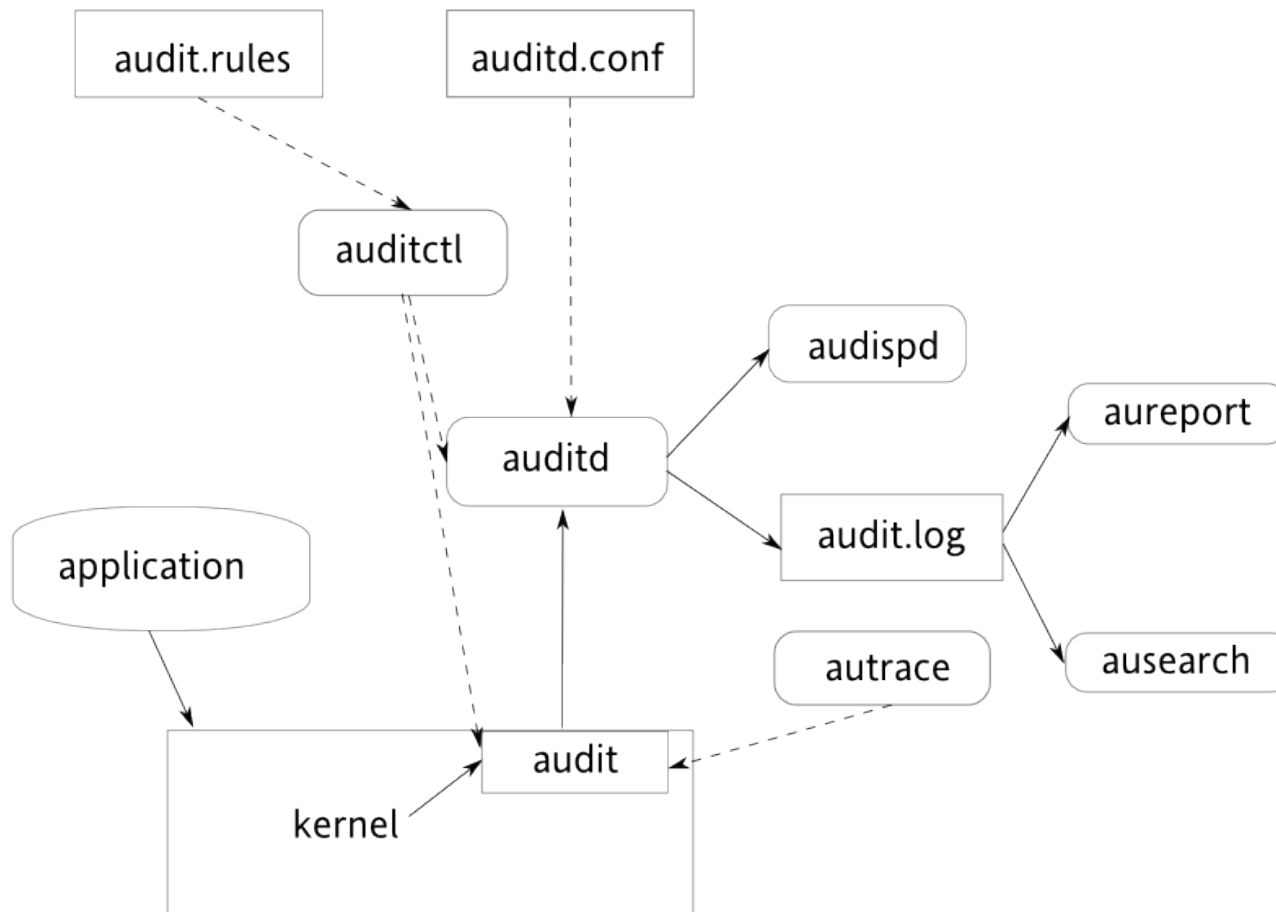 audit.rules
auditd.conf
auditctl
audispd
aureport
auditd
audit.log
application
ausearch
autrace
audit
kernel